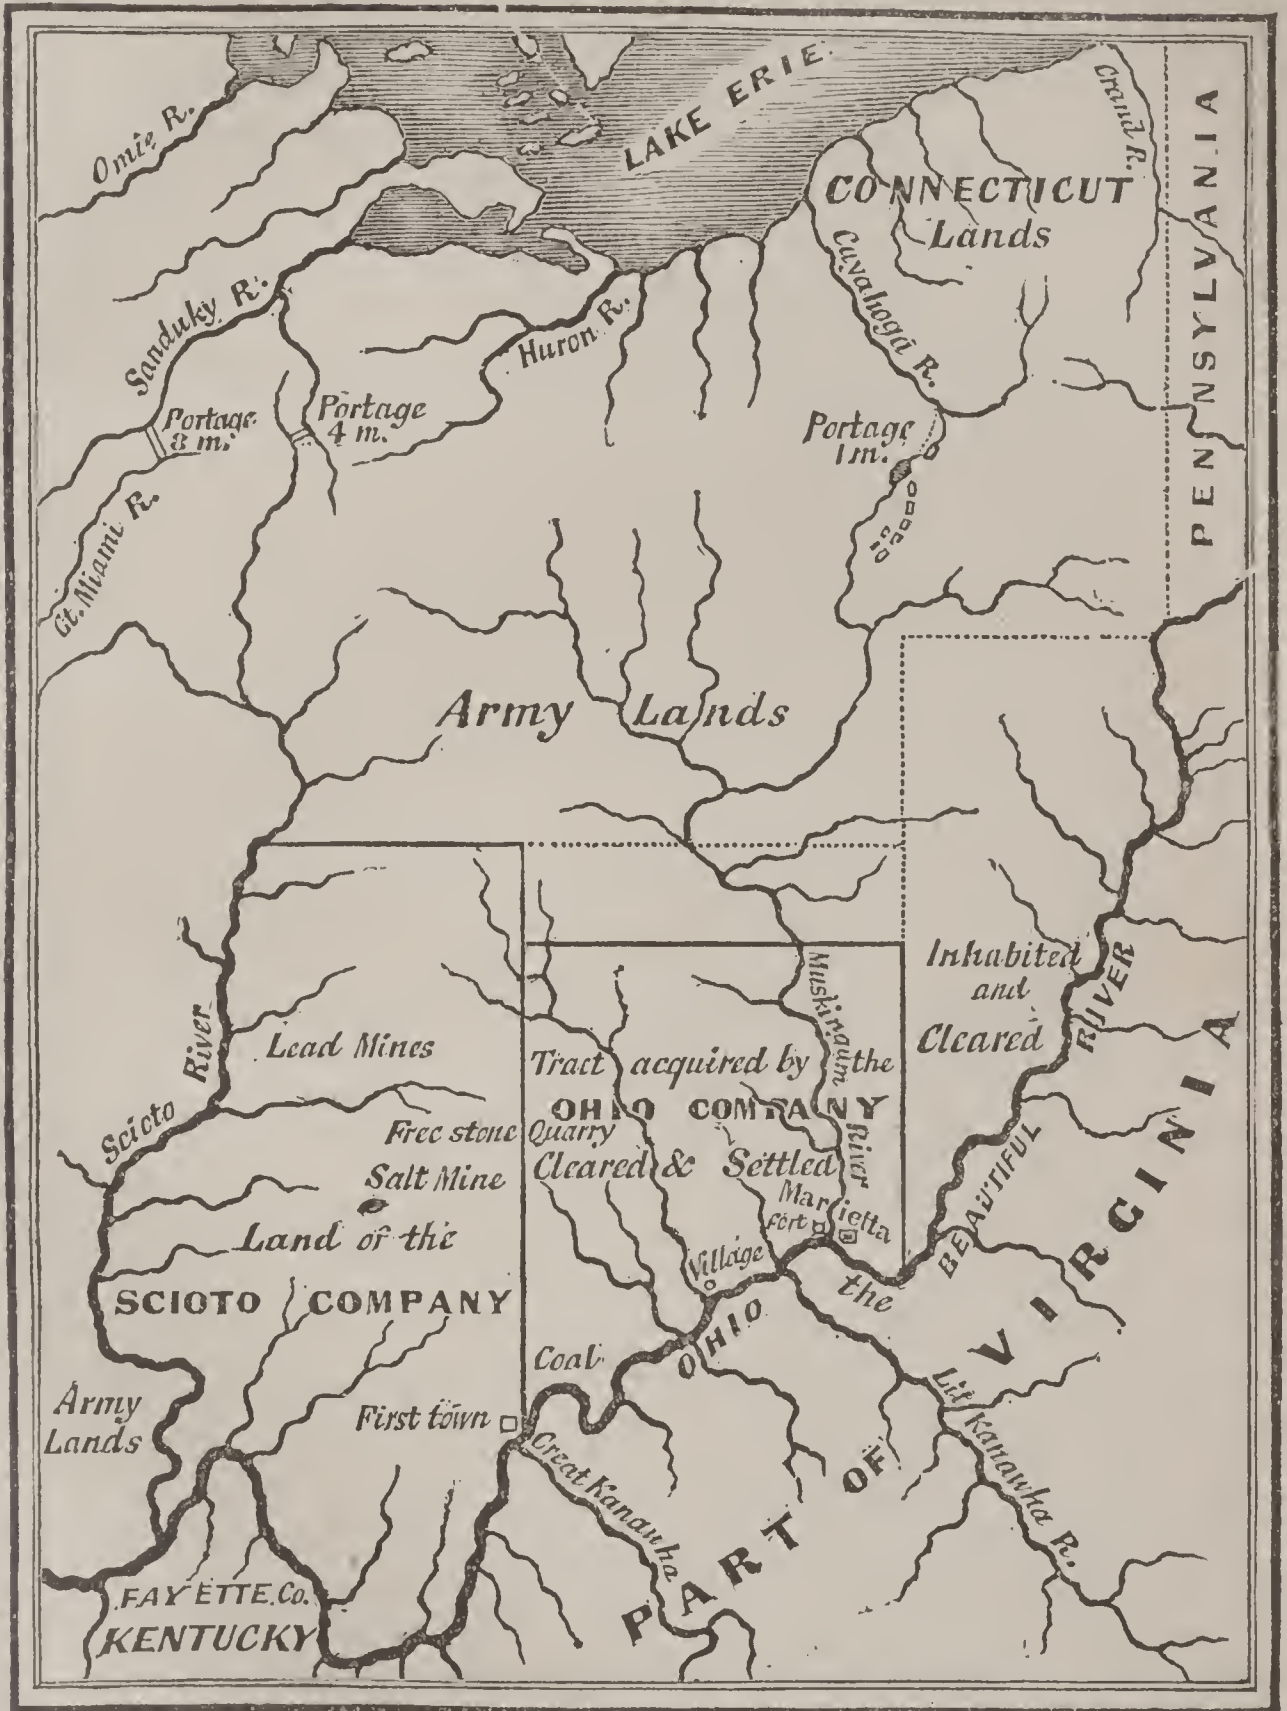 LAKE ERIE.
Omie R.
Grand R.
CONNECTICUT
Lands
PENNSYLVANIA
Cuyahoga R.
Sanduky R.
Huron R.
Portage
8 m.
Portage
4 m.
Portage
1 m.
Gt. Miami R.
Army Lands
Inhabited
and
Cleared
Muskingum River
Lead Mines
Tract acquired by the
OHIO COMPANY
Free stone Quarry
Cleared & Settled
Scioto River
Salt Mine
Marietta
Fort
Land of the
Village
SCIOTO COMPANY
OHIO the BEAUTIFUL RIVER
Coal
Army
Lands
First town
Great Kanauha
Lit Kanawha R.
PART OF VIRGINIA
FAYETTE Co.
KENTUCKY